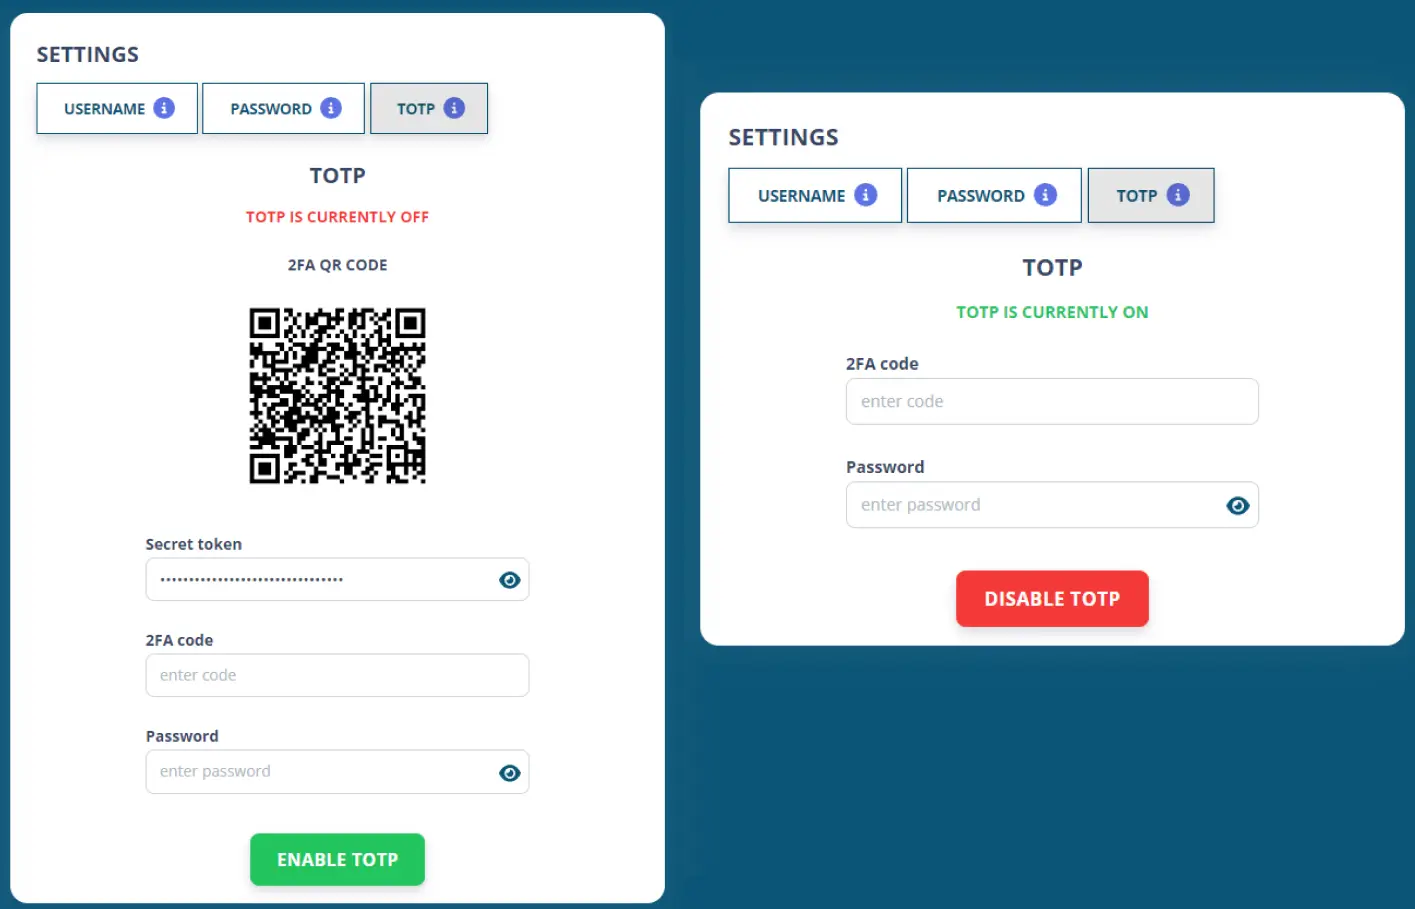 SETTINGS
USERNAME PASSWORD TOTP
TOTP
TOTP IS CURRENTLY OFF
2FA QR CODE
Secret token
••••••••••••••••••••••••••••••••
2FA code
enter code
Password
enter password
ENABLE TOTP
SETTINGS
USERNAME PASSWORD TOTP
TOTP
TOTP IS CURRENTLY ON
2FA code
enter code
Password
enter password
DISABLE TOTP